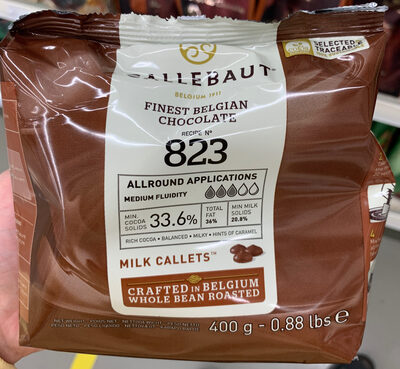 SELECTED
CALLEBAUT
BELGIUM 1911
FINEST BELGIAN
CHOCOLATE
RECIPE Nº
823
ALLROUND APPLICATIONS
MEDIUM FLUIDITY
MIN.
COCOA
SOLIDS
33.6%
TOTAL
FAT
36%
MIN MILK
SOLIDS
20.8%
RICH COCOA • BALANCED • MILKY • HINTS OF CARAMEL
MILK CALLETS™
CRAFTED IN BELGIUM
WHOLE BEAN ROASTED
400 g - 0.88 lbs e